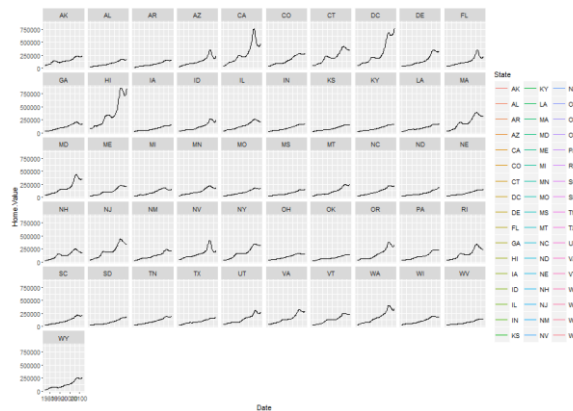 AK AL AR AZ CA CO CT DC DE FL
750000
500000
250000
0
GA HI IA ID IL IN KS KY LA MA
750000
500000
250000
0
MD ME MI MN MO MS MT NC ND NE
750000
500000
250000
0
NH NJ NM NV NY OH OK OR PA RI
750000
500000
250000
0
SC SD TN TX UT VA VT WA WI WV
750000
500000
250000
0
WY
750000
500000
250000
0
Home.Value
Date
State
AK KY
AL LA
AR MA
AZ MD
CA ME
CO MI
CT MN
DC MO
DE MS
FL MT
GA NC
HI ND
IA NE
ID NH
IL NJ
IN NM
KS NV